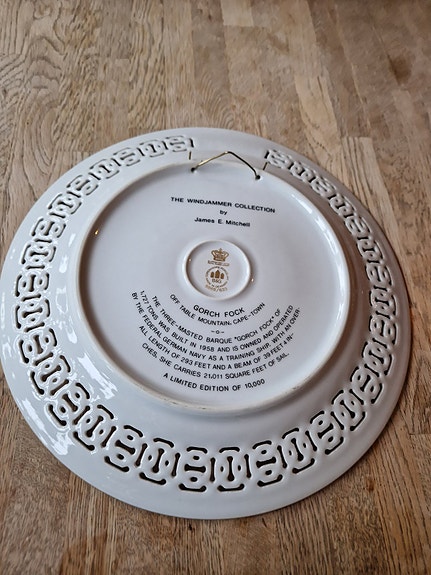 THE WINDJAMMER COLLECTION
by
James E. Mitchell
GORCH FOCK
OFF TABLE MOUNTAIN, CAPE-TOWN
THE THREE-MASTED BARQUE "GORCH FOCK" OF
1,727 TONS WAS BUILT IN 1958 AND IS OWNED AND OPERATED
BY THE FEDERAL GERMAN NAVY AS A TRAINING SHIP. WITH AN OVER-
ALL LENGTH OF 293 FEET AND A BEAM OF 39 FEET 4 IN-
CHES, SHE CARRIES 21,011 SQUARE FEET OF SAIL.
A LIMITED EDITION OF 10,000